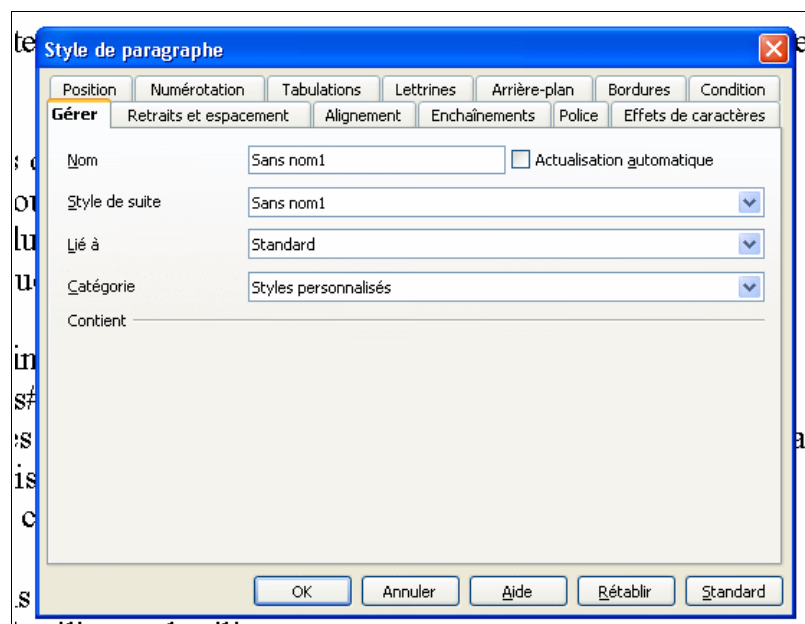 Style de paragraphe
Position Numérotation Tabulations Lettrines Arrière-plan Bordures Condition
Gérer Retraits et espacement Alignement Enchaînements Police Effets de caractères
Nom Sans nom1 Actualisation automatique
Style de suite Sans nom1
Lié à Standard
Catégorie Styles personnalisés
Contient
OK Annuler Aide Rétablir Standard